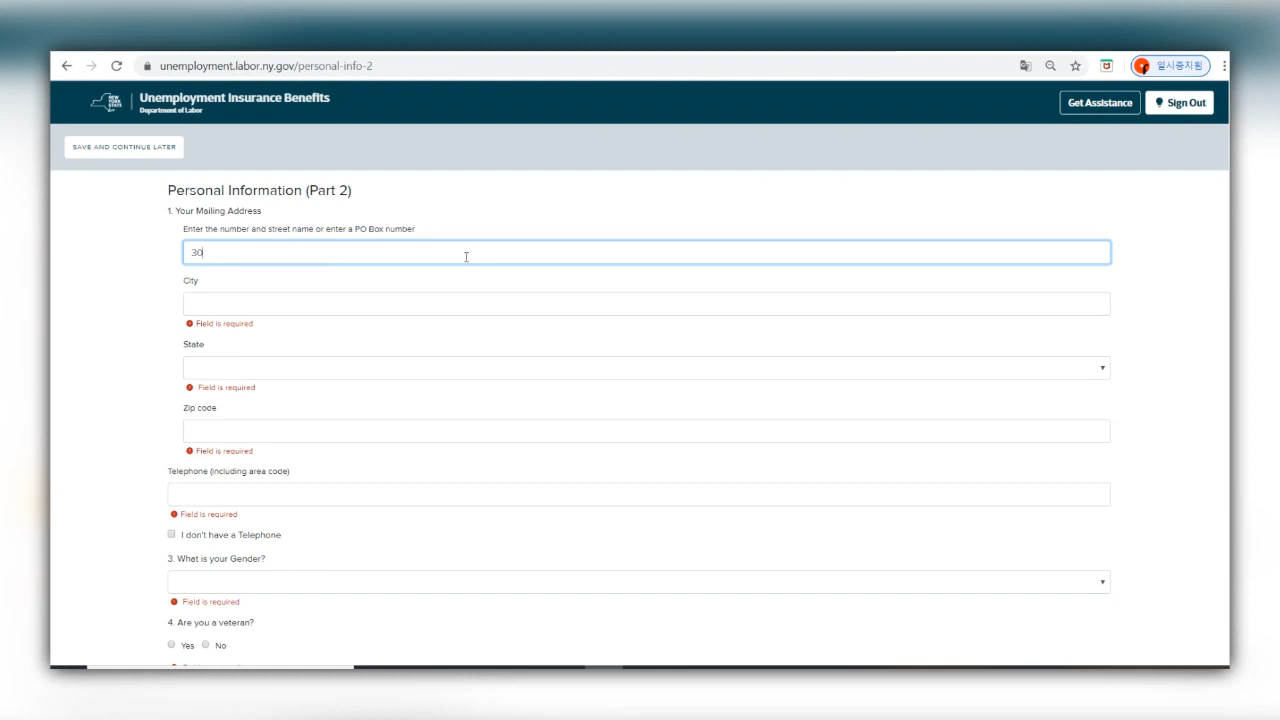 unemployment.labor.ny.gov/personal-info-2
일시중지됨
NEW YORK STATE
Unemployment Insurance Benefits
Department of Labor
Get Assistance
Sign Out
SAVE AND CONTINUE LATER
Personal Information (Part 2)
1. Your Mailing Address
Enter the number and street name or enter a PO Box number
30
City
Field is required
State
Field is required
Zip code
Field is required
Telephone (including area code)
Field is required
I don't have a Telephone
3. What is your Gender?
Field is required
4. Are you a veteran?
Yes No